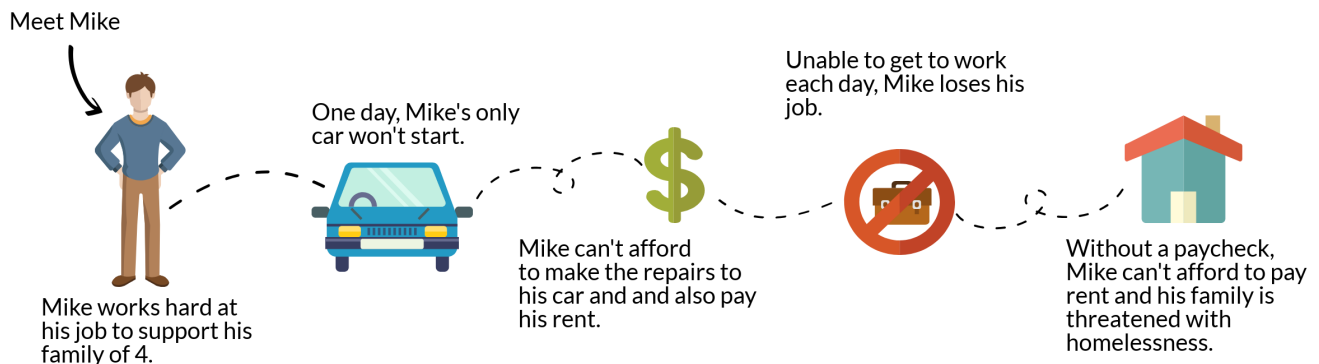 Meet Mike
Mike works hard at
his job to support his
family of 4.
One day, Mike's only
car won't start.
Mike can't afford
to make the repairs to
his car and and also pay
his rent.
Unable to get to work
each day, Mike loses his
job.
Without a paycheck,
Mike can't afford to pay
rent and his family is
threatened with
homelessness.